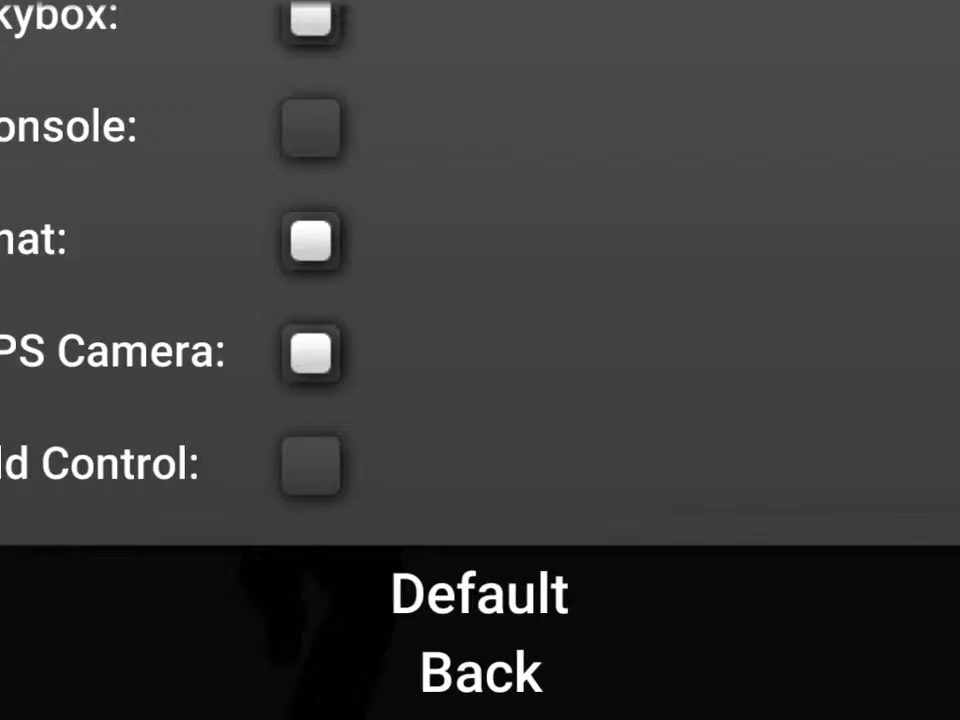 kybox:
onsole:
hat:
PS Camera:
ld Control:
Default
Back